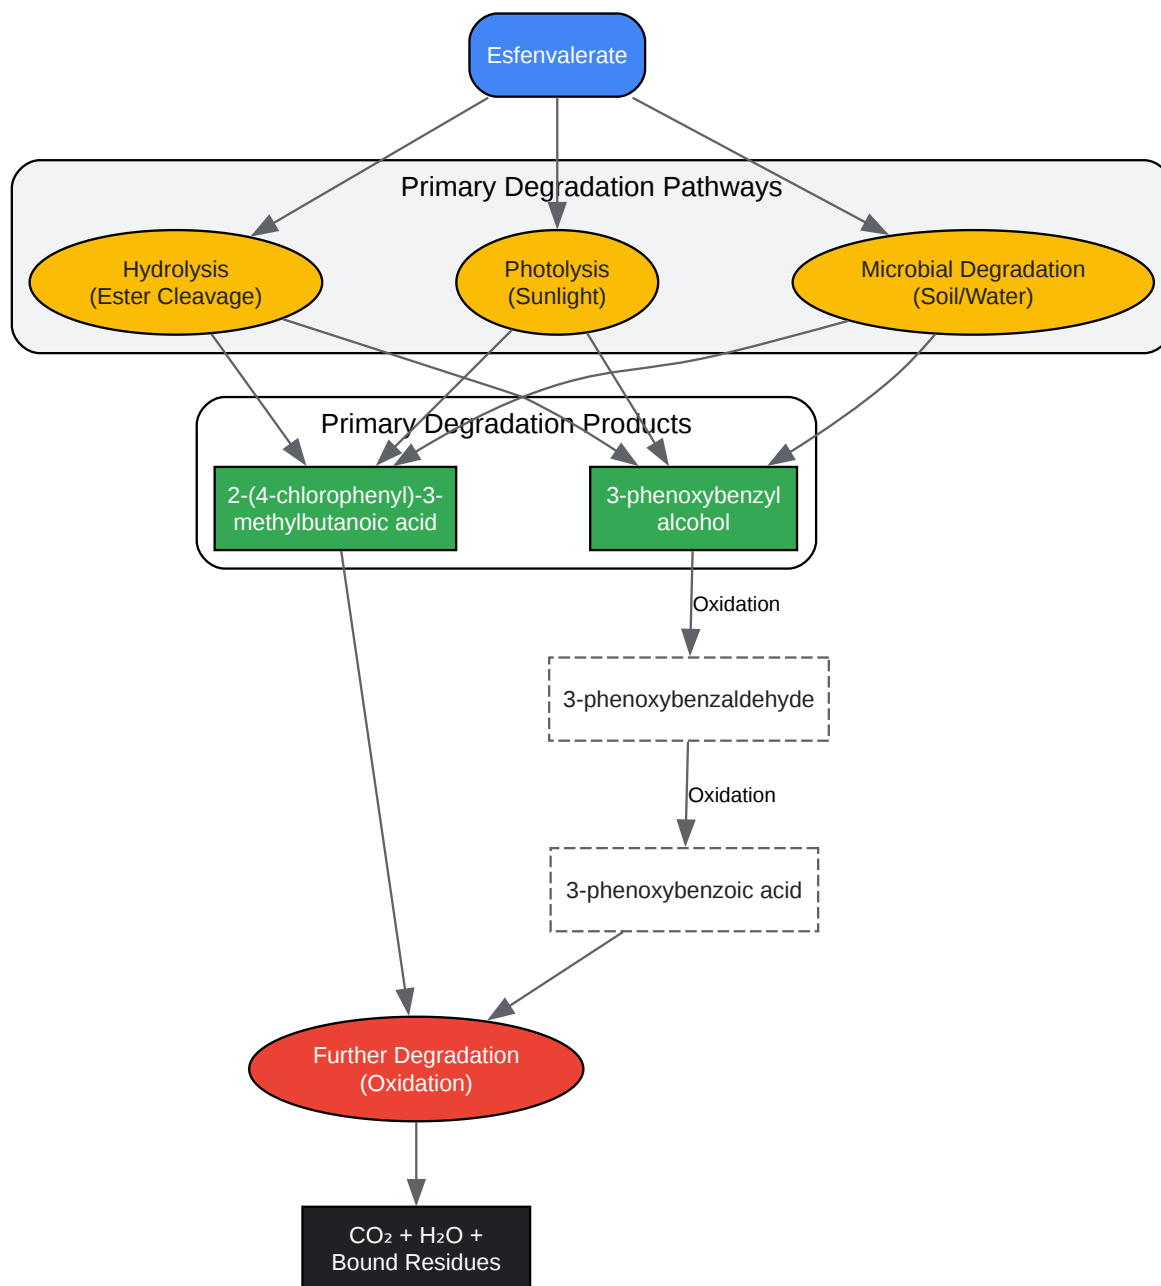 Esfenvalerate
Primary Degradation Pathways
Hydrolysis
(Ester Cleavage)
Photolysis
(Sunlight)
Microbial Degradation
(Soil/Water)
Primary Degradation Products
2-(4-chlorophenyl)-3-
methylbutanoic acid
3-phenoxybenzyl
alcohol
Oxidation
3-phenoxybenzaldehyde
Oxidation
3-phenoxybenzoic acid
Further Degradation
(Oxidation)
CO₂ + H₂O +
Bound Residues